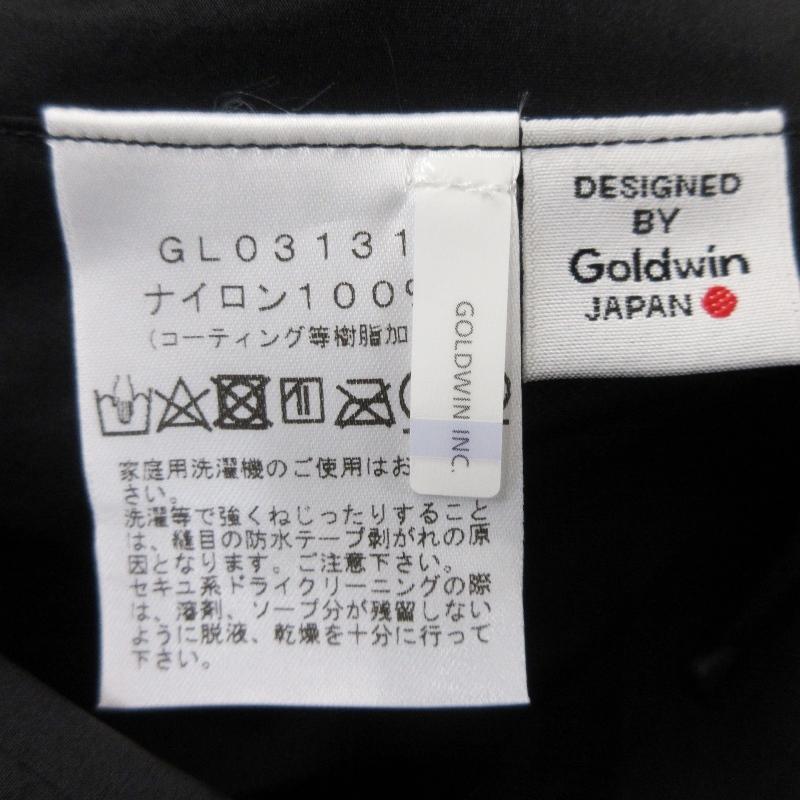 GL03131
ナイロン100%
(コーティング等樹脂加
家庭用洗濯機のご使用はお
さい。
洗濯等で強くねじったりすること
は、縫目の防水テープ剥がれの原
因となります。ご注意下さい。
セキユ系ドライクリーニングの際
は、溶剤、ソープ分が残留しない
ように脱液、乾燥を十分に行って
下さい。
GOLDWIN INC.
DESIGNED
BY
Goldwin
JAPAN